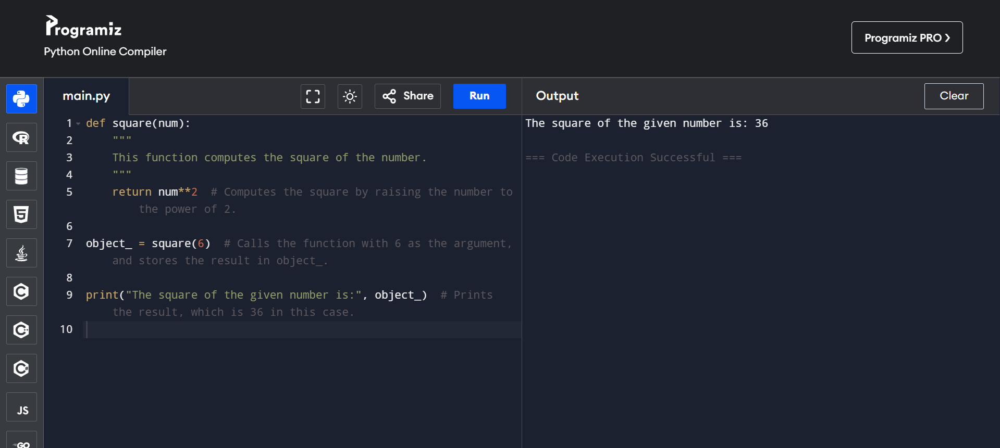 Programiz
Python Online Compiler
Programiz PRO ❯
main.py
Share
Run
Output
Clear
1 def square(num):
2 """
3 This function computes the square of the number.
4 """
5 return num**2  # Computes the square by raising the number to
the power of 2.
6
7 object_ = square(6)  # Calls the function with 6 as the argument,
and stores the result in object_.
8
9 print("The square of the given number is:", object_)  # Prints
the result, which is 36 in this case.
10
The square of the given number is: 36
=== Code Execution Successful ===
R
5
C
C++
C#
JS
GO